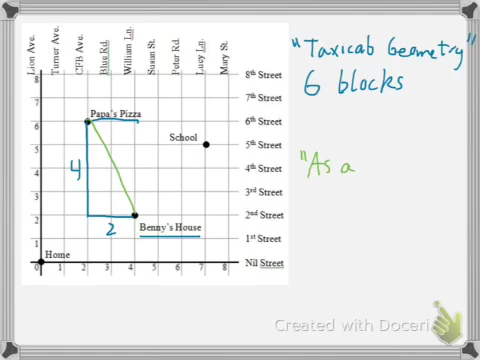 Lion Ave.
Turner Ave.
CFB Ave.
Blue Rd.
William Ln.
Susan St.
Peter Rd.
Lucy Ln.
Mary St.
"Taxicab Geometry"
6 blocks
8 8th Street
7 7th Street
6 Papa's Pizza 6th Street
5 School 5th Street
4 4 4th Street
"As a
3 3rd Street
2 2nd Street
2 Benny's House
1 1st Street
Home Nil Street
0 1 2 3 4 5 6 7 8
Created with Doceri